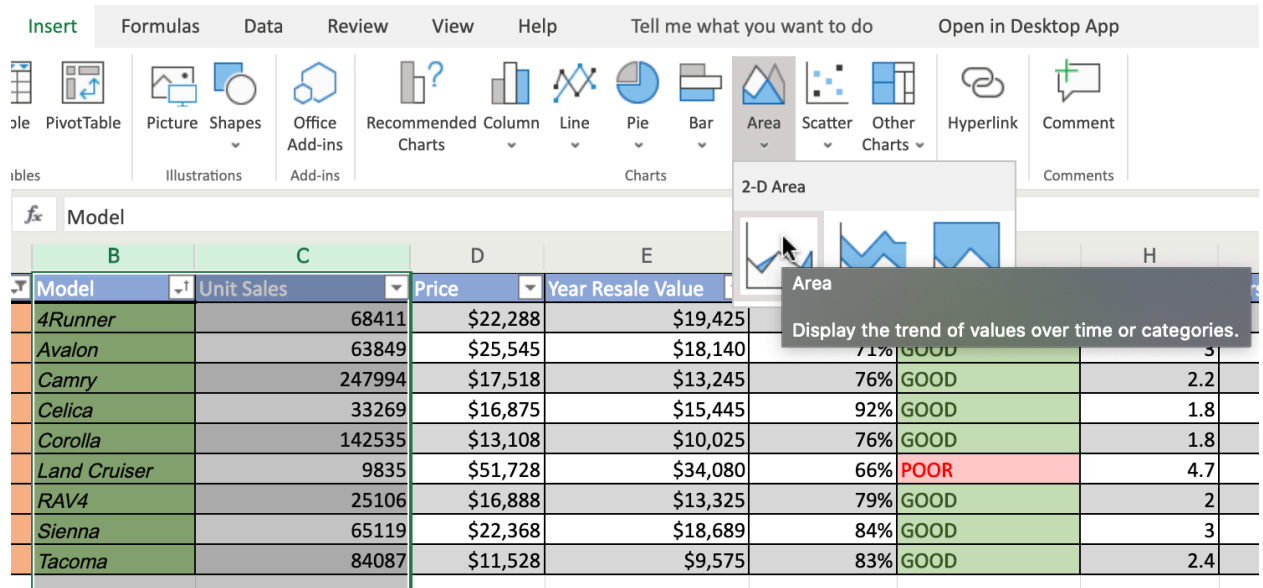 Insert Formulas Data Review View Help Tell me what you want to do Open in Desktop App
ple PivotTable Picture Shapes Office Add-ins Recommended Charts Column Line Pie Bar Area Scatter Other Charts Hyperlink Comment
ables Illustrations Add-ins Charts Comments
2-D Area
fx Model
B C D E H
Model Unit Sales Price Year Resale Value
Area
Display the trend of values over time or categories.
4Runner 68411 $22,288 $19,425
Avalon 63849 $25,545 $18,140 71% GOOD 3
Camry 247994 $17,518 $13,245 76% GOOD 2.2
Celica 33269 $16,875 $15,445 92% GOOD 1.8
Corolla 142535 $13,108 $10,025 76% GOOD 1.8
Land Cruiser 9835 $51,728 $34,080 66% POOR 4.7
RAV4 25106 $16,888 $13,325 79% GOOD 2
Sienna 65119 $22,368 $18,689 84% GOOD 3
Tacoma 84087 $11,528 $9,575 83% GOOD 2.4